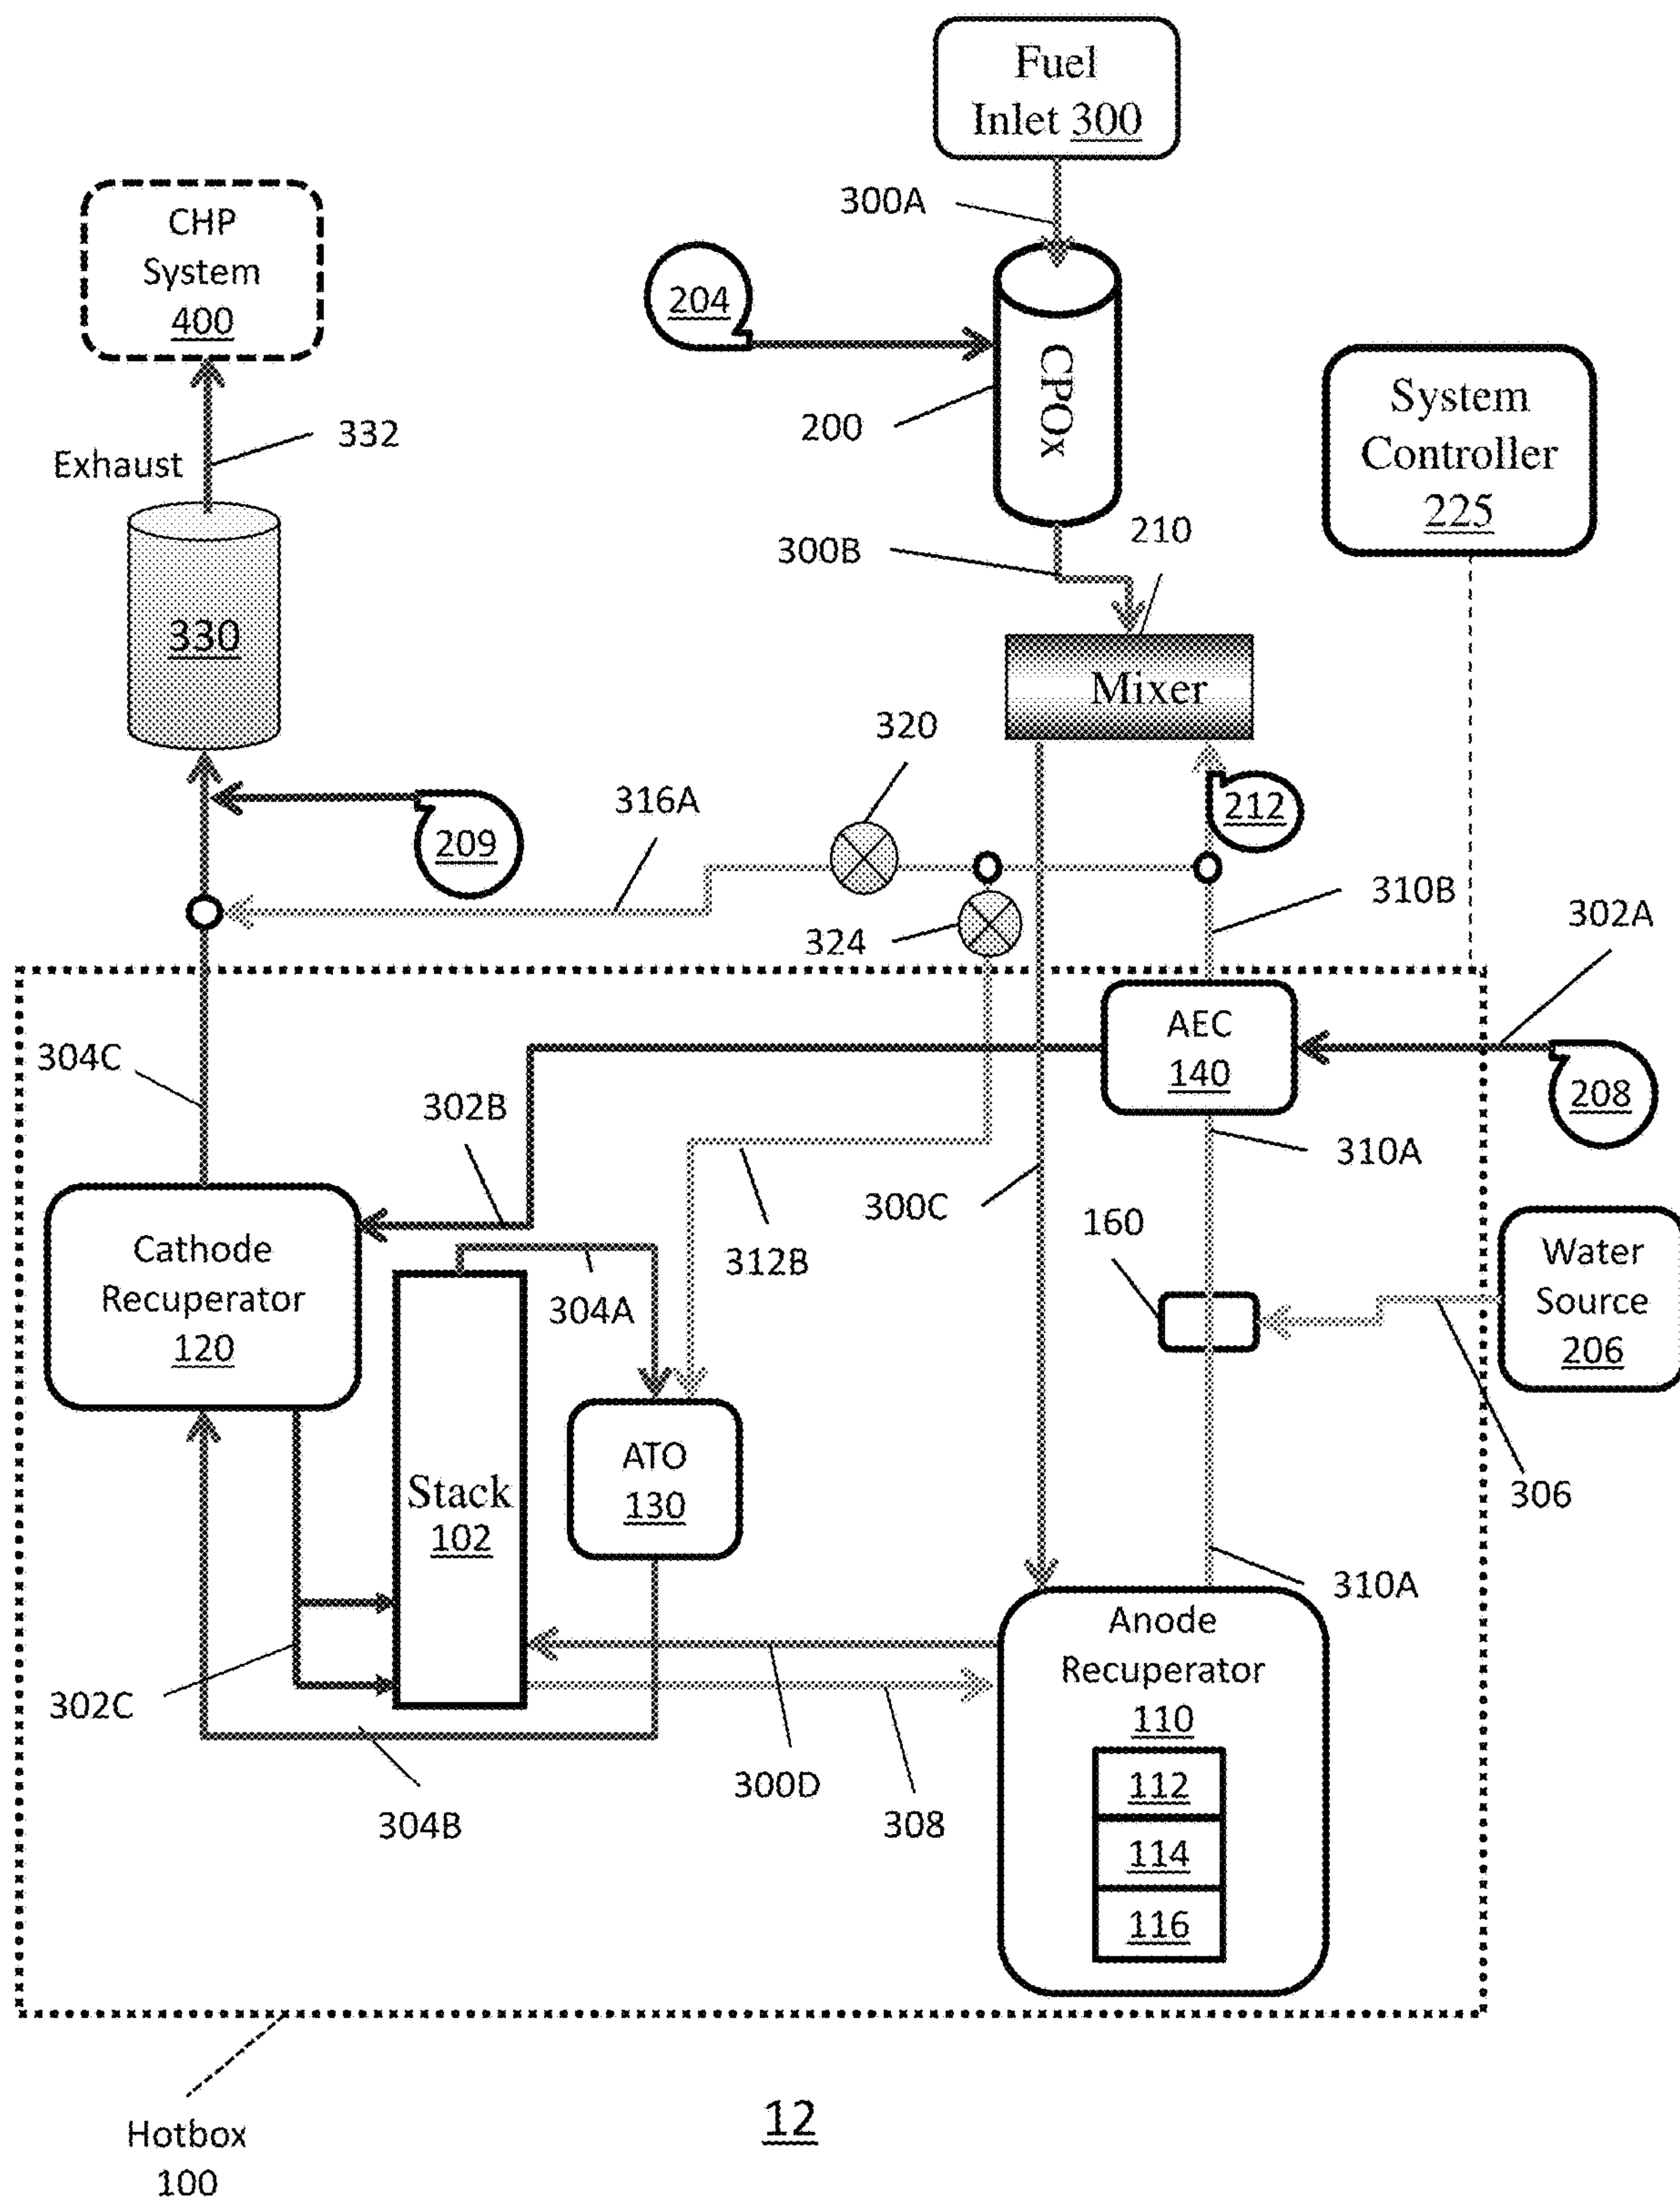 Fuel
Inlet 300
300A
CHP
System
400
204
CPOx
200
System
Controller
225
332
Exhaust
300B
210
330
Mixer
320
316A
212
209
310B
302A
324
AEC
140
304C
208
302B
310A
300C
160
Cathode
Recuperator
120
312B
304A
Water
Source
206
ATO
130
Stack
102
306
310A
Anode
Recuperator
110
302C
300D
112
308
304B
114
116
Hotbox
100
12